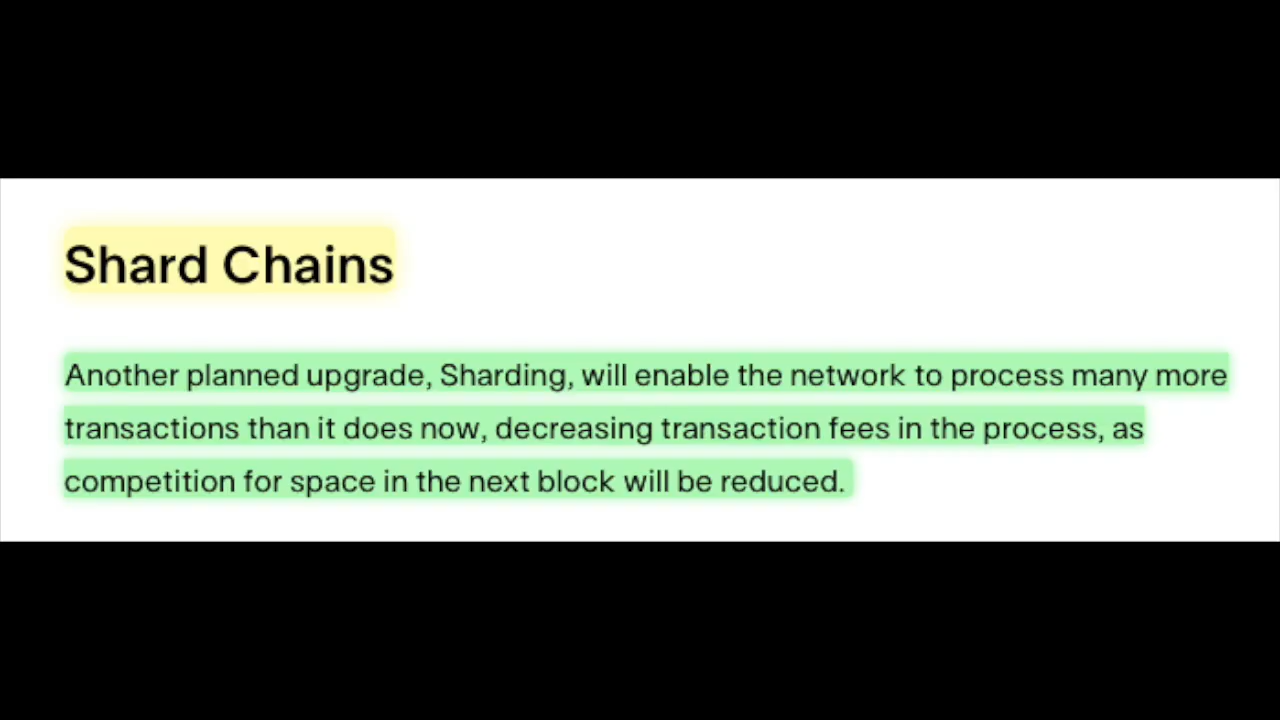 Shard Chains
Another planned upgrade, Sharding, will enable the network to process many more
transactions than it does now, decreasing transaction fees in the process, as
competition for space in the next block will be reduced.